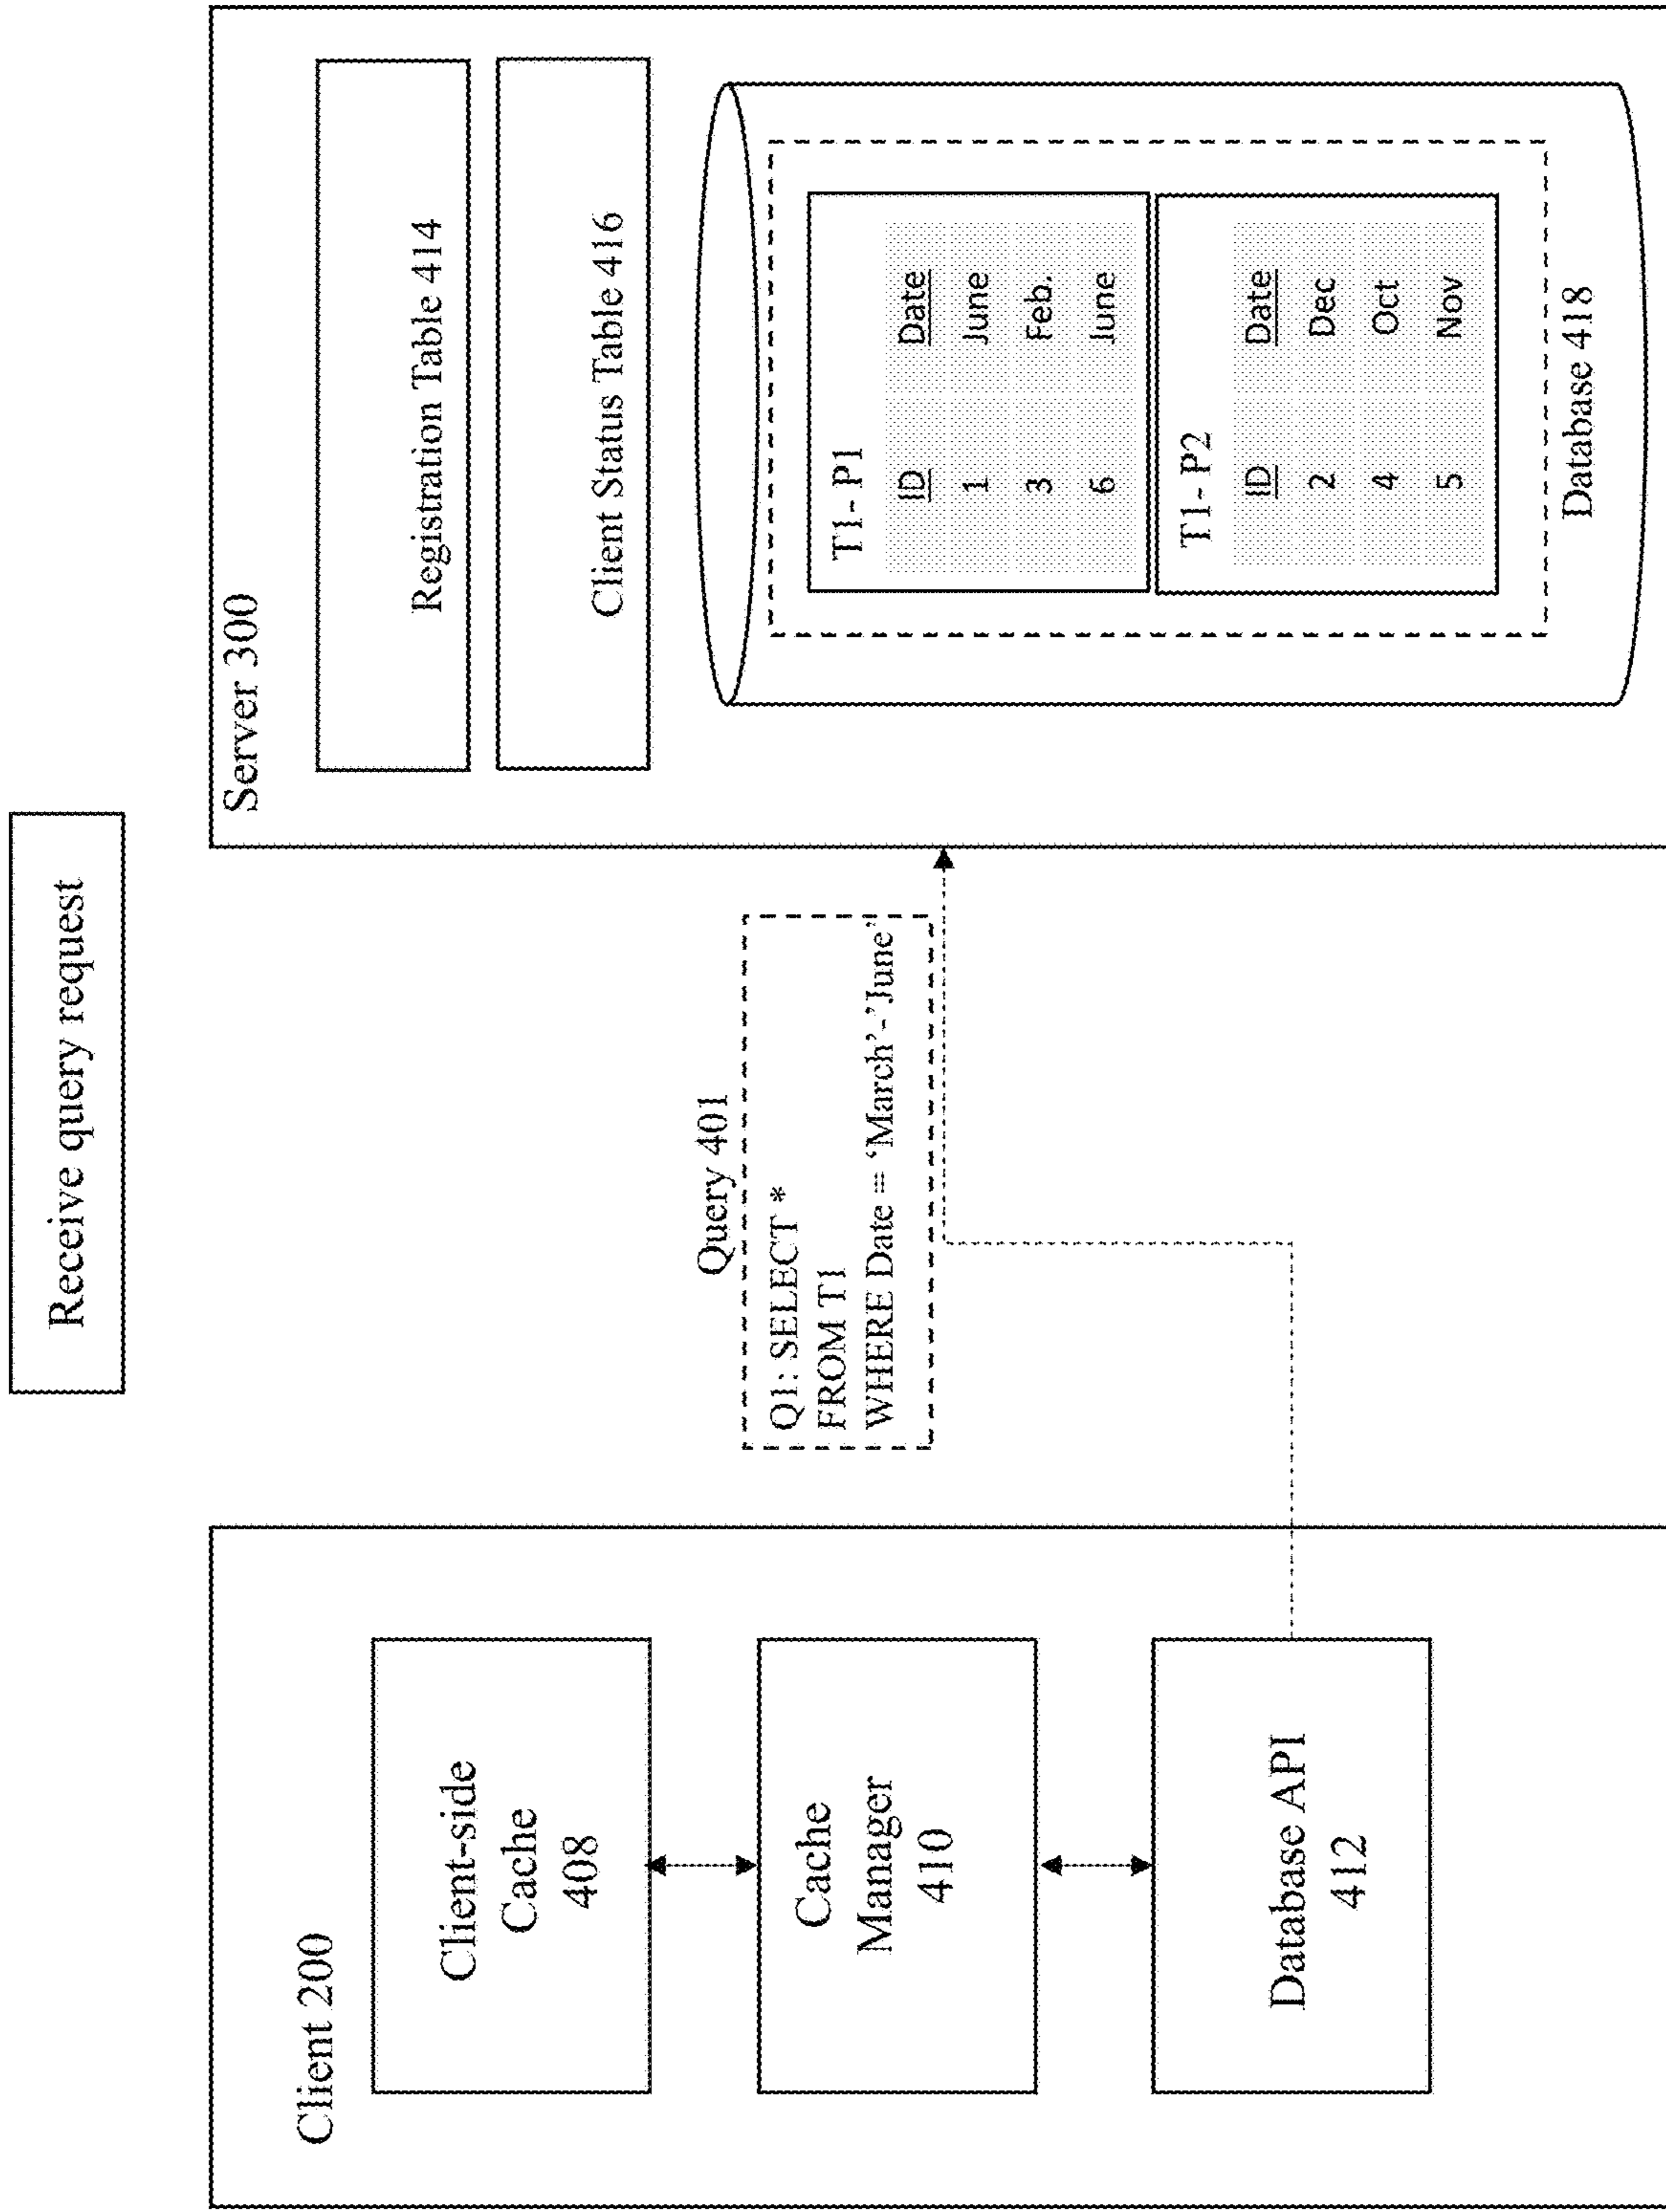 Receive query request
Client 200
Client-side
Cache
408
Cache
Manager
410
Database API
412
Query 401
Q1: SELECT *
FROM T1
WHERE Date = ‘March’-’June’
Server 300
Registration Table 414
Client Status Table 416
T1- P1
ID Date
1 June
3 Feb.
6 June
T1- P2
ID Date
2 Dec
4 Oct
5 Nov
Database 418